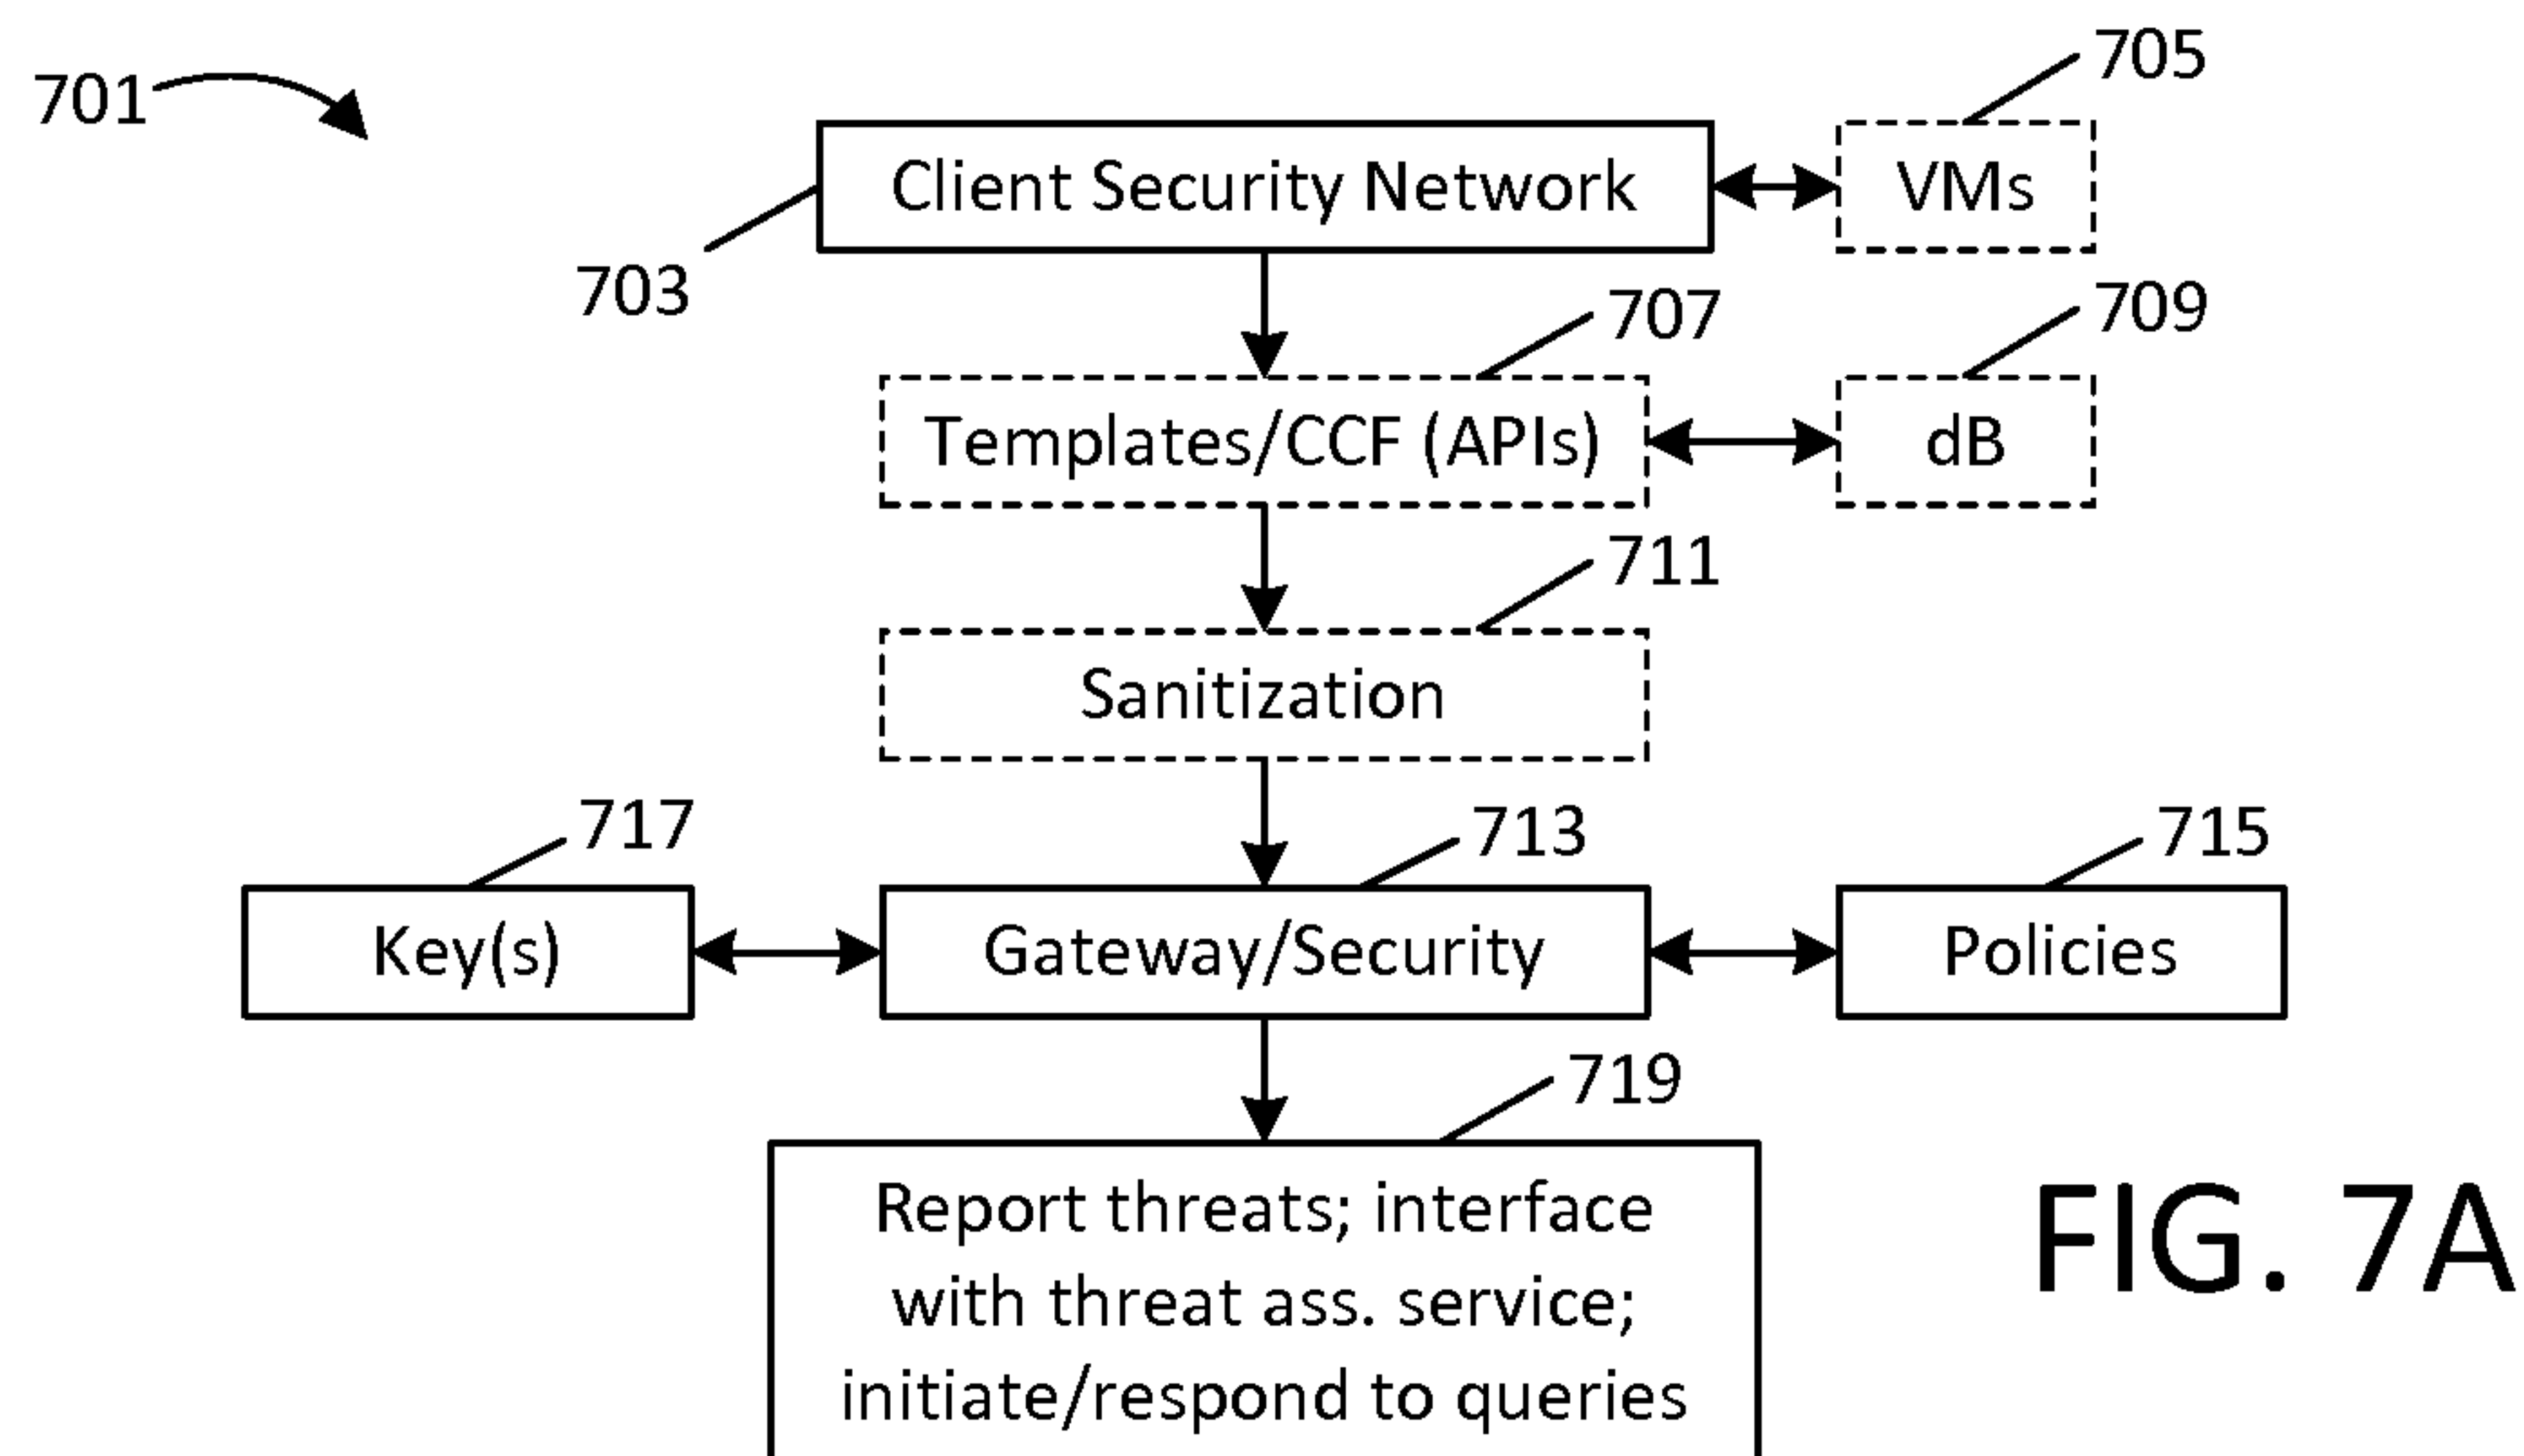 705
701
Client Security Network
VMs
703
707
709
Templates/CCF (APIs)
dB
711
Sanitization
717
713
715
Key(s)
Gateway/Security
Policies
719
Report threats; interface
with threat ass. service;
initiate/respond to queries
FIG. 7A